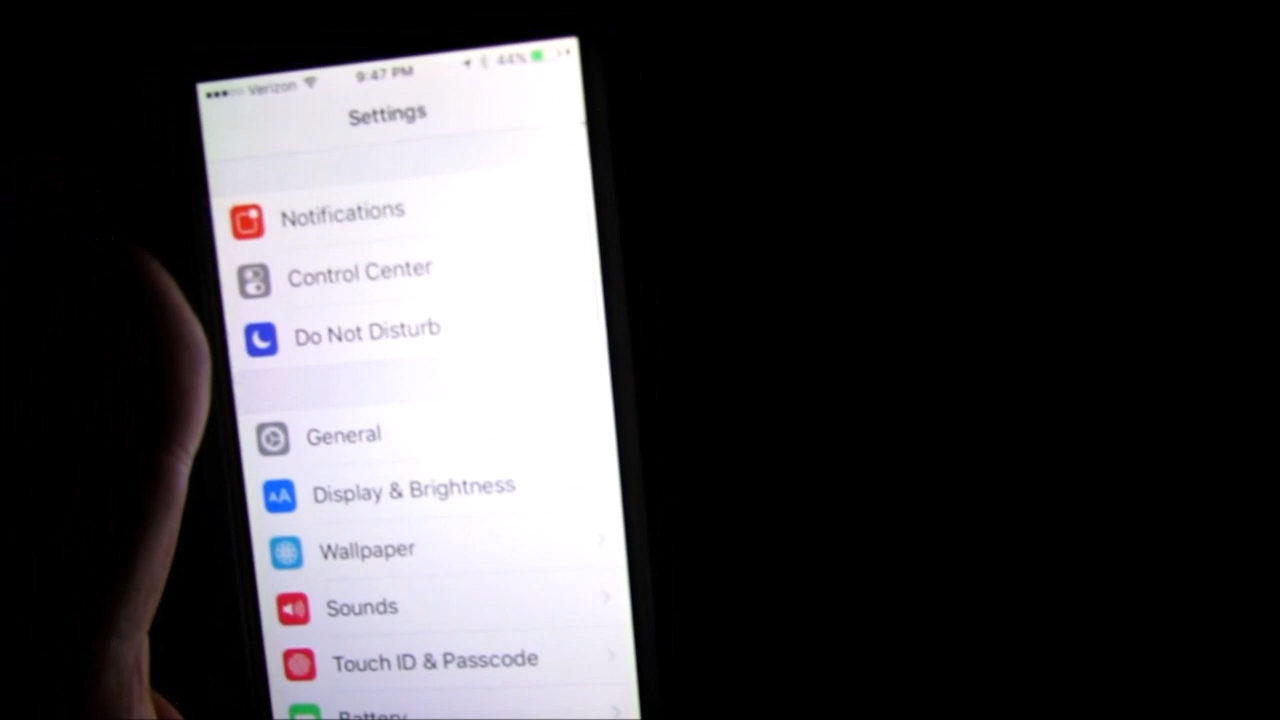 Verizon 9:47 PM 44%
Settings
Notifications
Control Center
Do Not Disturb
General
AA Display & Brightness
Wallpaper
Sounds
Touch ID & Passcode
Battery